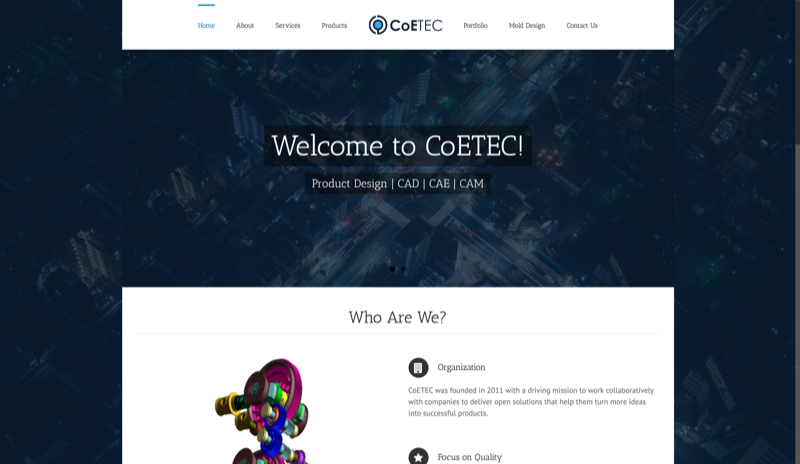 Home
About
Services
Products
CoETEC
Portfolio
Mold Design
Contact Us
Welcome to CoETEC!
Product Design | CAD | CAE | CAM
Who Are We?
Organization
CoETEC was founded in 2011 with a driving mission to work collaboratively
with companies to deliver open solutions that help them turn more ideas
into successful products.
Focus on Quality